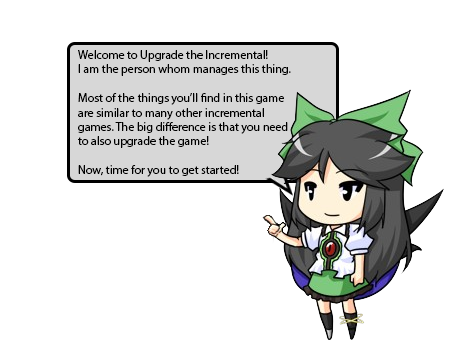 Welcome to Upgrade the Incremental!
I am the person whom manages this thing.
Most of the things you'll find in this game
are similar to many other incremental
games. The big difference is that you need
to also upgrade the game!
Now, time for you to get started!